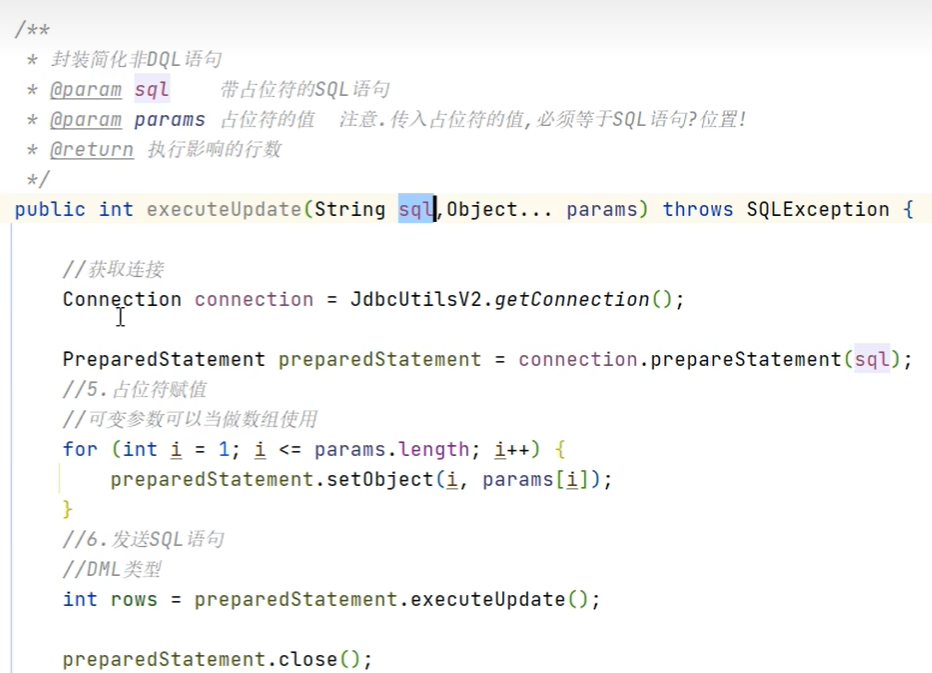 /**
 * 封装简化非DQL语句
 * @param sql     带占位符的SQL语句
 * @param params 占位符的值  注意.传入占位符的值,必须等于SQL语句?位置!
 * @return 执行影响的行数
 */
public int executeUpdate(String sql,Object... params) throws SQLException {
    //获取连接
    Connection connection = JdbcUtilsV2.getConnection();
    PreparedStatement preparedStatement = connection.prepareStatement(sql);
    //5.占位符赋值
    //可变参数可以当做数组使用
    for (int i = 1; i <= params.length; i++) {
        preparedStatement.setObject(i, params[i]);
    }
    //6.发送SQL语句
    //DML类型
    int rows = preparedStatement.executeUpdate();
    preparedStatement.close();